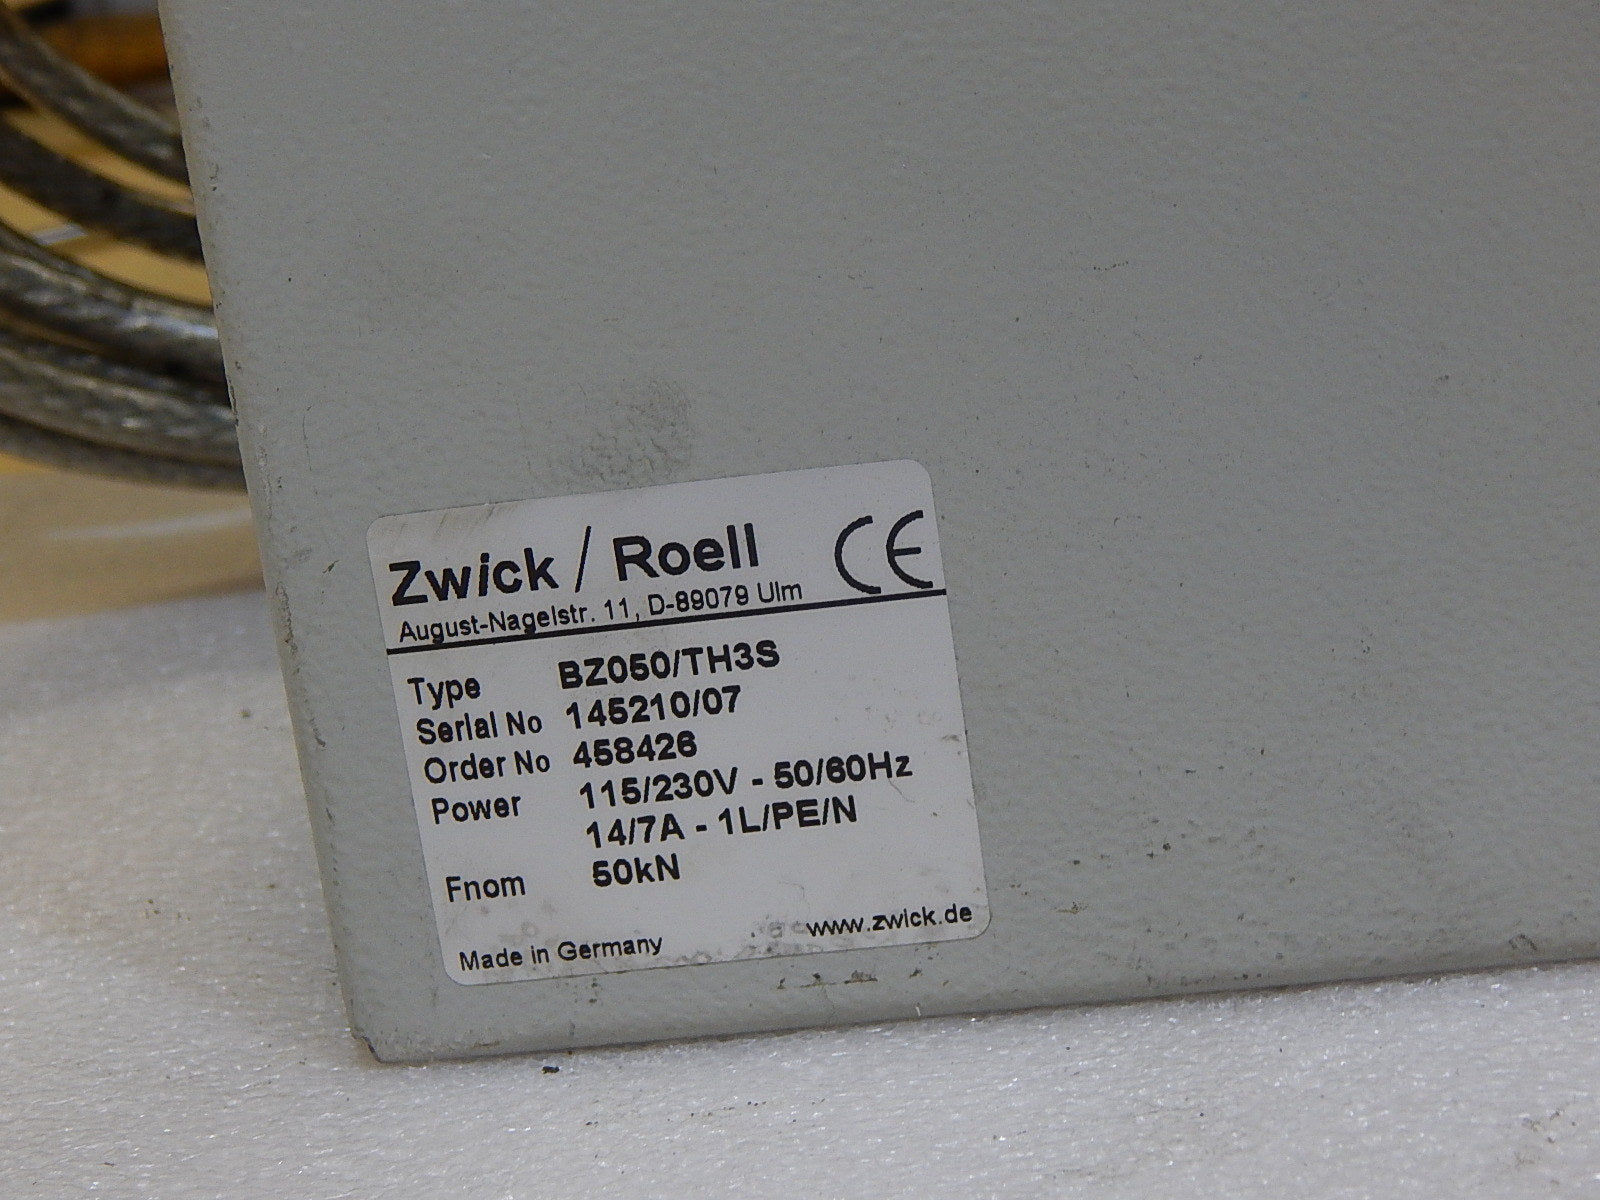 Zwick / Roell CE
August-Nagelstr. 11, D-89079 Ulm
Type BZ050/TH3S
Serial No 145210/07
Order No 458426
Power 115/230V - 50/60Hz
14/7A - 1L/PE/N
Fnom 50kN
Made in Germany www.zwick.de